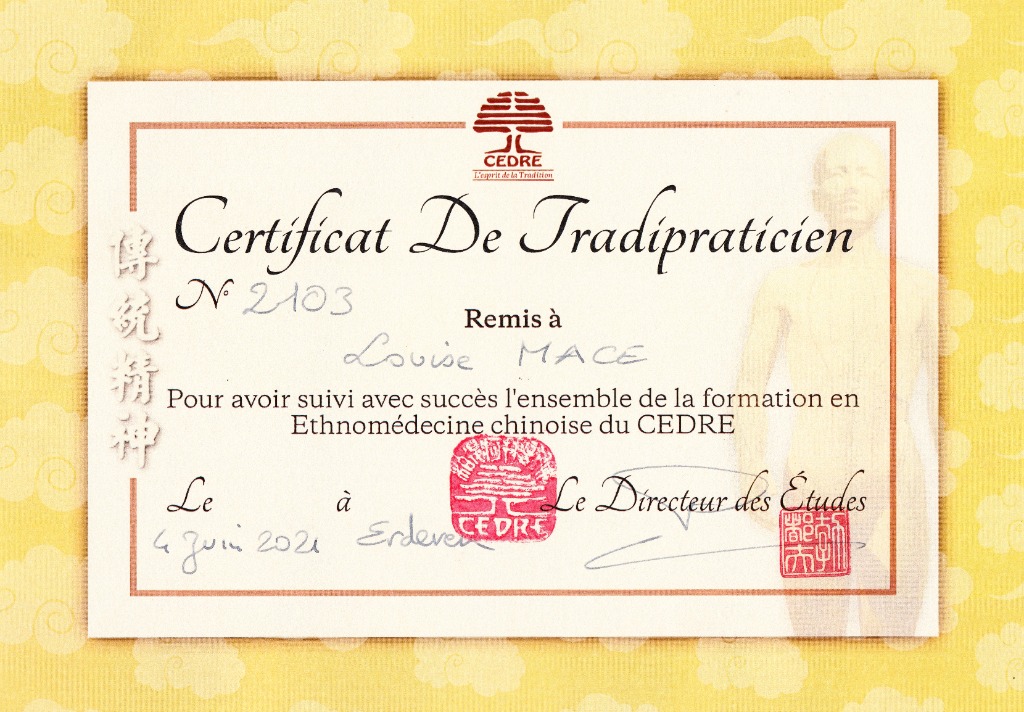 CEDRE
L'esprit de la Tradition
Certificat De Tradipraticien
N° 2103
Remis à
Louise MACE
Pour avoir suivi avec succès l'ensemble de la formation en
Ethnomédecine chinoise du CEDRE
傳統精神
Le à Le Directeur des Études
4 Juin 2021 Erdeven
CEDRE